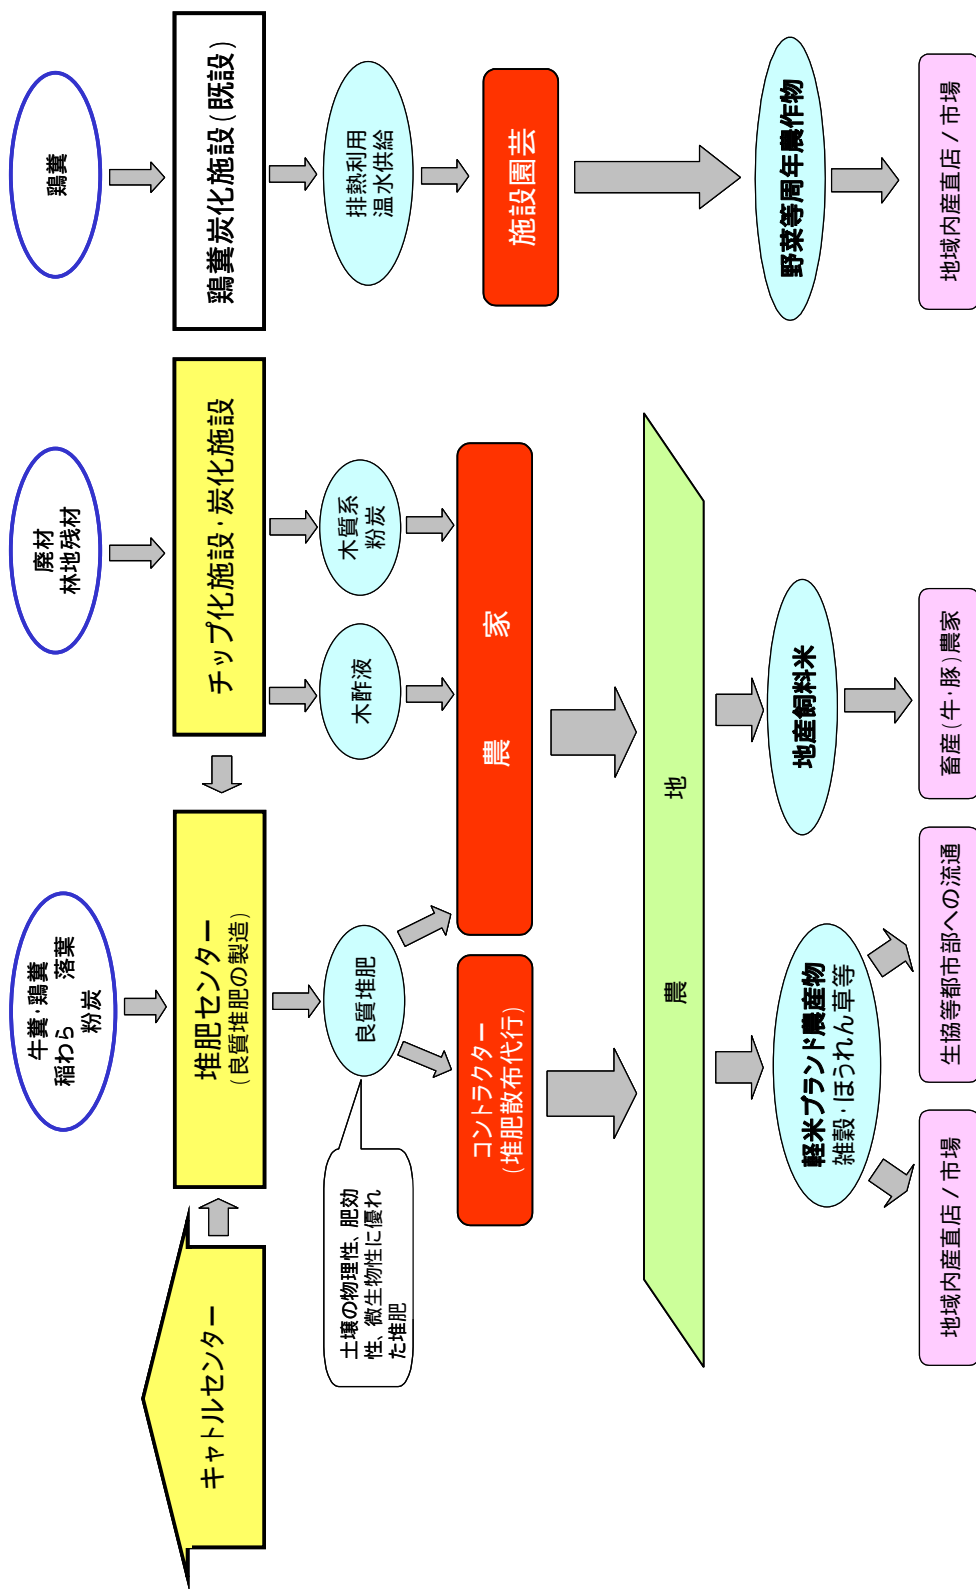 牛糞・鶏糞
稲わら　落葉
粉炭
廃材
林地残材
鶏糞
キャトルセンター
堆肥センター
(良質堆肥の製造)
チップ化施設・炭化施設
鶏糞炭化施設(既設)
土壌の物理性、肥効
性、微生物性に優れ
た堆肥
良質堆肥
木酢液
木質系
粉炭
排熱利用
温水供給
コントラクター
(堆肥散布代行)
農　家
施設園芸
農　地
軽米ブランド農産物
雑穀・ほうれん草等
地産飼料米
野菜等周年農作物
地域内産直店/市場
生協等都市部への流通
畜産(牛・豚)農家
地域内産直店/市場